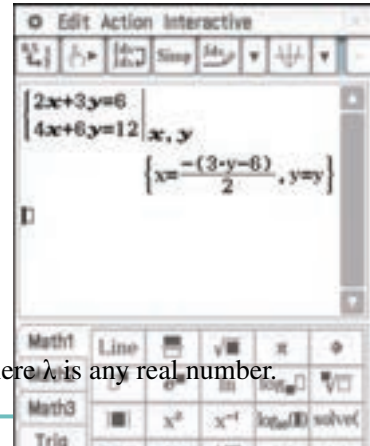 Edit Action Interactive
Simp
2x+3y=6
4x+6y=12 x, y
{x=-(3·y-6)/2, y=y}
Math1 Line √■ π
ere λ is any real number.
Math3 |■| x² x⁻¹ solve(
Trig